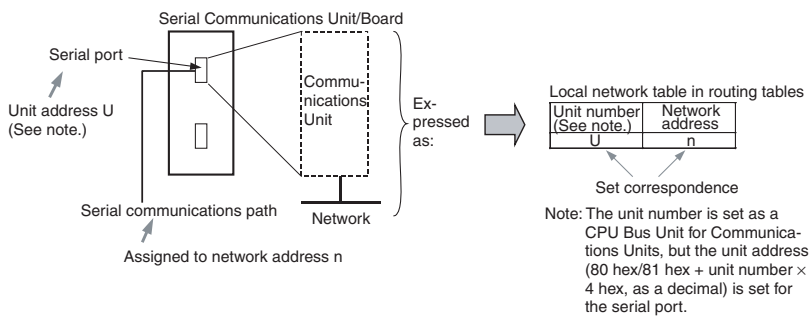 Serial Communications Unit/Board
Serial port
Unit address U
(See note.)
Commu-
nications
Unit
Ex-
pressed
as:
Serial communications path
Network
Assigned to network address n
Local network table in routing tables
Unit number
(See note.)
Network
address
U
n
Set correspondence
Note: The unit number is set as a
CPU Bus Unit for Communica-
tions Units, but the unit address
(80 hex/81 hex + unit number ×
4 hex, as a decimal) is set for
the serial port.